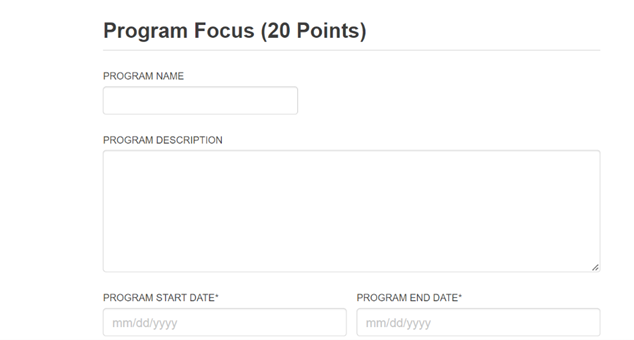 Program Focus (20 Points)
PROGRAM NAME
PROGRAM DESCRIPTION
PROGRAM START DATE* PROGRAM END DATE*
mm/dd/yyyy mm/dd/yyyy